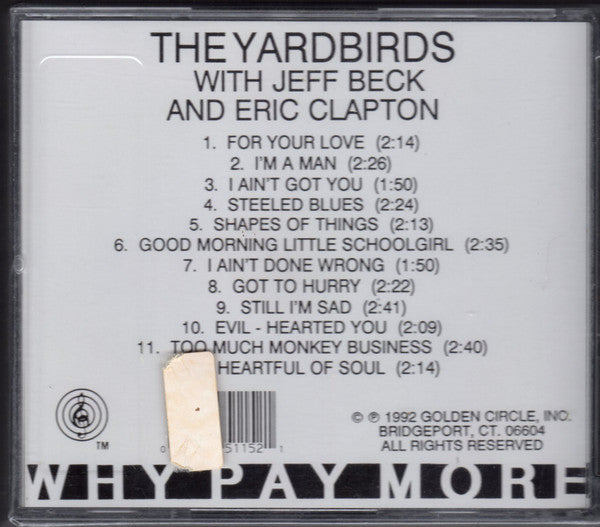 THE YARDBIRDS
WITH JEFF BECK
AND ERIC CLAPTON
1. FOR YOUR LOVE (2:14)
2. I'M A MAN (2:26)
3. I AIN'T GOT YOU (1:50)
4. STEELED BLUES (2:24)
5. SHAPES OF THINGS (2:13)
6. GOOD MORNING LITTLE SCHOOLGIRL (2:35)
7. I AIN'T DONE WRONG (1:50)
8. GOT TO HURRY (2:22)
9. STILL I'M SAD (2:41)
10. EVIL - HEARTED YOU (2:09)
11. TOO MUCH MONKEY BUSINESS (2:40)
HEARTFUL OF SOUL (2:14)
TM
0 51152 1
© ℗ 1992 GOLDEN CIRCLE, INC.
BRIDGEPORT, CT. 06604
ALL RIGHTS RESERVED
WHY PAY MORE